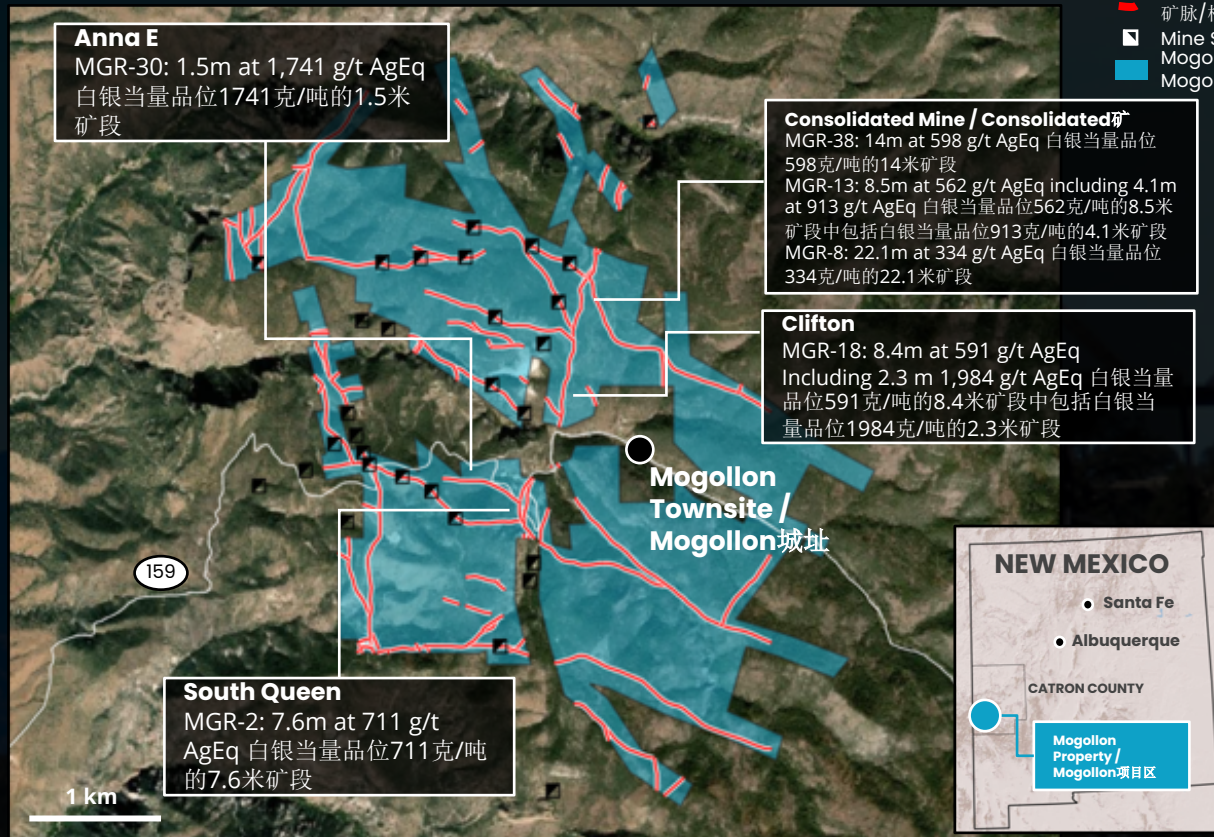 Anna E
MGR-30: 1.5m at 1,741 g/t AgEq
白银当量品位1741克/吨的1.5米
矿段
矿脉/
Mine
Mogo
Mogo
Consolidated Mine / Consolidated矿
MGR-38: 14m at 598 g/t AgEq 白银当量品位
598克/吨的14米矿段
MGR-13: 8.5m at 562 g/t AgEq including 4.1m
at 913 g/t AgEq 白银当量品位562克/吨的8.5米
矿段中包括白银当量品位913克/吨的4.1米矿段
MGR-8: 22.1m at 334 g/t AgEq 白银当量品位
334克/吨的22.1米矿段
Clifton
MGR-18: 8.4m at 591 g/t AgEq
Including 2.3 m 1,984 g/t AgEq 白银当量
品位591克/吨的8.4米矿段中包括白银当
量品位1984克/吨的2.3米矿段
Mogollon
Townsite /
Mogollon城址
159
South Queen
MGR-2: 7.6m at 711 g/t
AgEq 白银当量品位711克/吨
的7.6米矿段
1 km
NEW MEXICO
Santa Fe
Albuquerque
CATRON COUNTY
Mogollon
Property /
Mogollon项目区